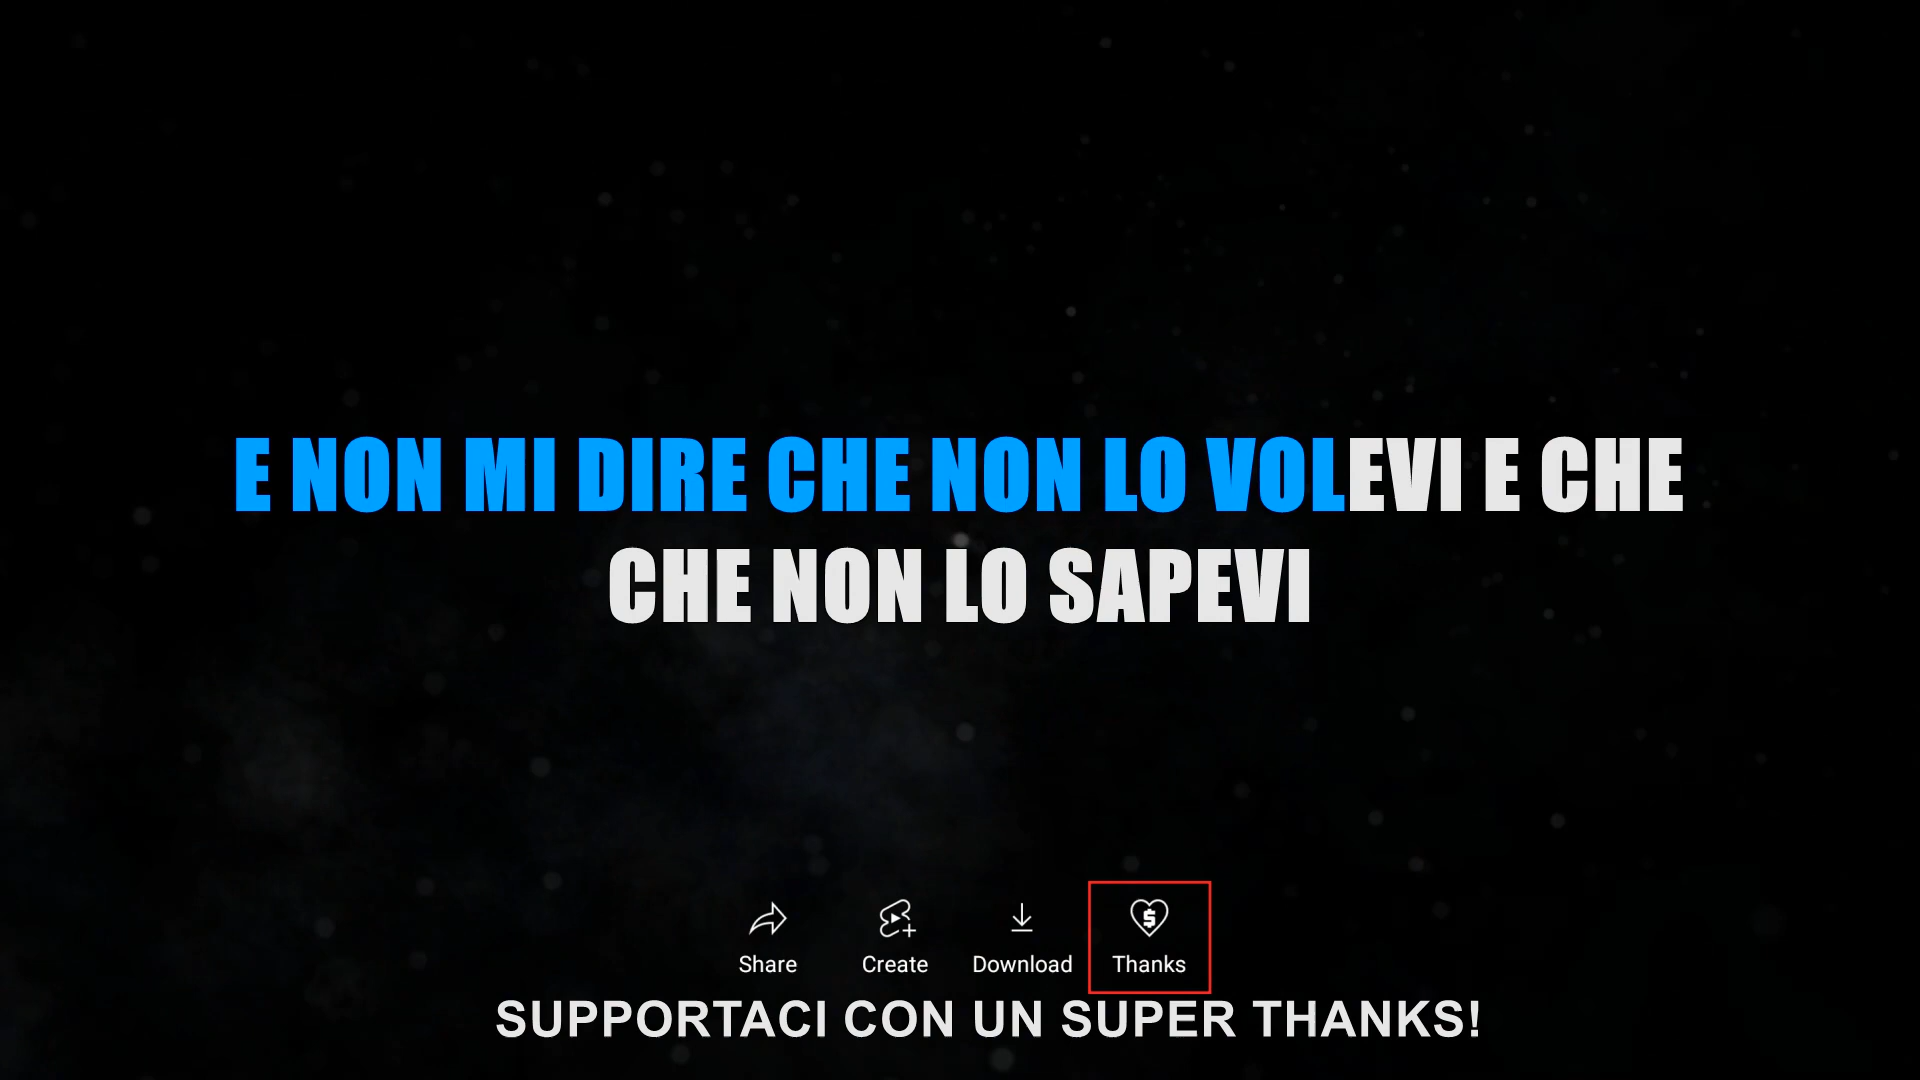 E NON MI DIRE CHE NON LO VOLEVI E CHE
CHE NON LO SAPEVI
Share Create Download Thanks
SUPPORTACI CON UN SUPER THANKS!